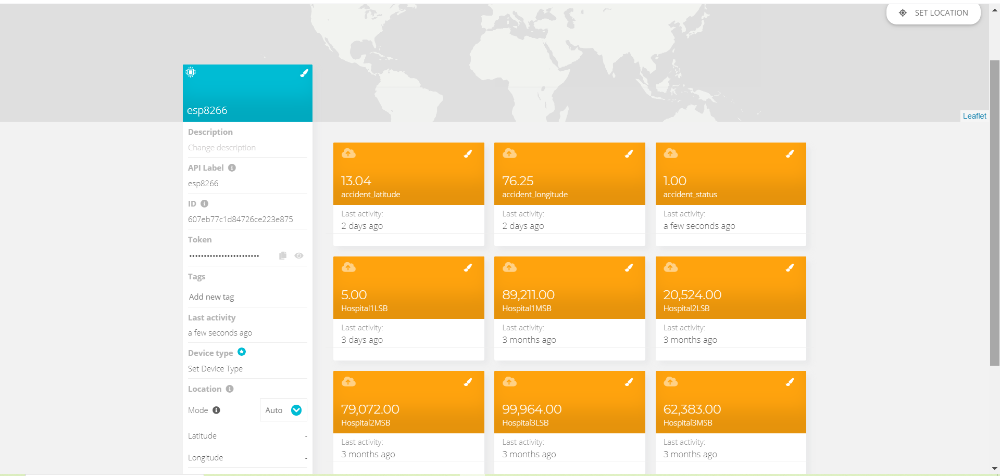 SET LOCATION
Leaflet
esp8266
Description
Change description
API Label
esp8266
ID
607eb77c1d84726ce223e875
Token
••••••••••••••••••••••••
Tags
Add new tag
Last activity
a few seconds ago
Device type
Set Device Type
Location
Mode Auto
Latitude -
Longitude -
13.04
accident_latitude
Last activity:
2 days ago
76.25
accident_longitude
Last activity:
2 days ago
1.00
accident_status
Last activity:
a few seconds ago
5.00
Hospital1LSB
Last activity:
3 days ago
89,211.00
Hospital1MSB
Last activity:
3 months ago
20,524.00
Hospital2LSB
Last activity:
3 months ago
79,072.00
Hospital2MSB
Last activity:
3 months ago
99,964.00
Hospital3LSB
Last activity:
3 months ago
62,383.00
Hospital3MSB
Last activity:
3 months ago